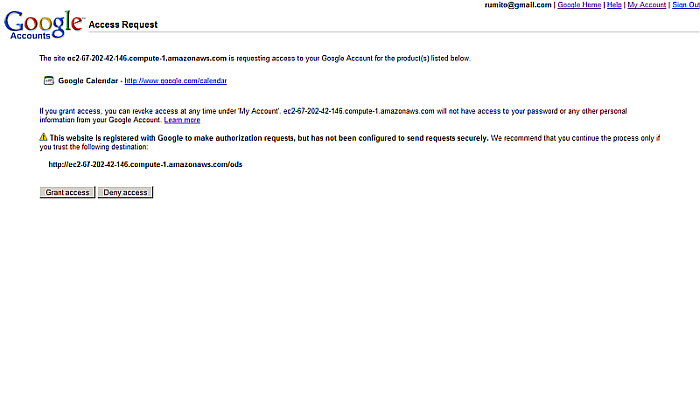 rumito@gmail.com | Google Home | Help | My Account | Sign Out
Google
Accounts
Access Request
The site ec2-67-202-42-146.compute-1.amazonaws.com is requesting access to your Google Account for the product(s) listed below.
Google Calendar - http://www.google.com/calendar
If you grant access, you can revoke access at any time under 'My Account'. ec2-67-202-42-146.compute-1.amazonaws.com will not have access to your password or any other personal
information from your Google Account. Learn more
This website is registered with Google to make authorization requests, but has not been configured to send requests securely. We recommend that you continue the process only if
you trust the following destination:
http://ec2-67-202-42-146.compute-1.amazonaws.com/ods
Grant access Deny access